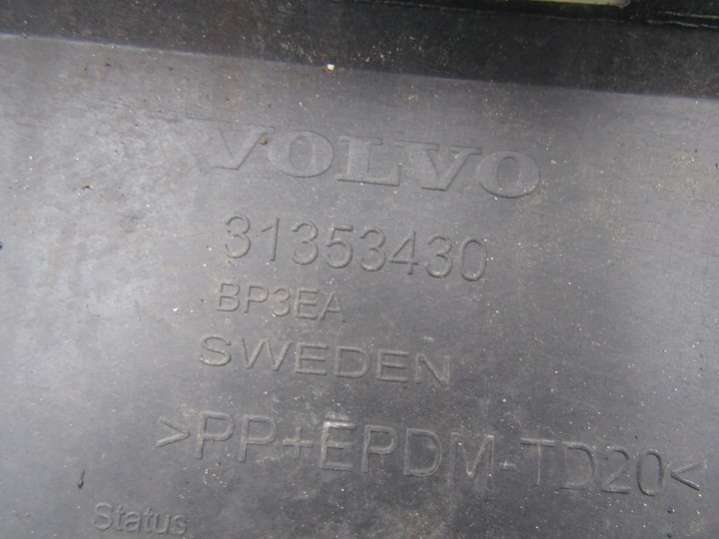 VOLVO
31353430
BP3EA
SWEDEN
>PP+EPDM-TD20<
Status